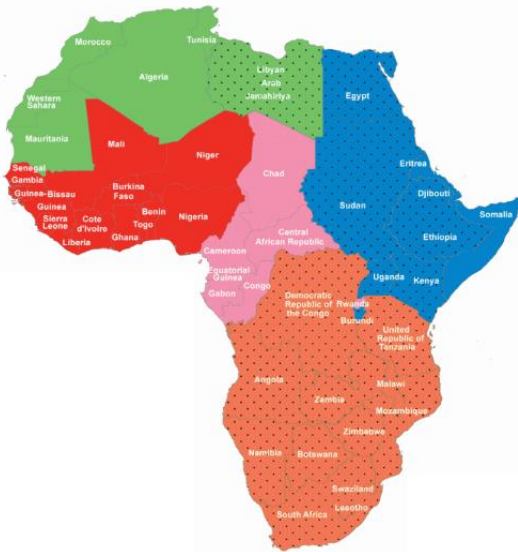 Morocco
Tunisia
Algeria
Libyan
Arab
Jamahiriya
Egypt
Western
Sahara
Mauritania
Mali
Niger
Chad
Eritrea
Senegal
Gambia
Guinea-Bissau
Guinea
Sierra
Leone
Liberia
Cote
d'Ivoire
Burkina
Faso
Ghana
Togo
Benin
Nigeria
Sudan
Djibouti
Somalia
Ethiopia
Central
African Republic
Cameroon
Equatorial
Guinea
Gabon
Congo
Uganda
Kenya
Democratic
Republic of
the Congo
Rwanda
Burundi
United
Republic of
Tanzania
Angola
Malawi
Zambia
Mozambique
Zimbabwe
Namibia
Botswana
Swaziland
Lesotho
South Africa